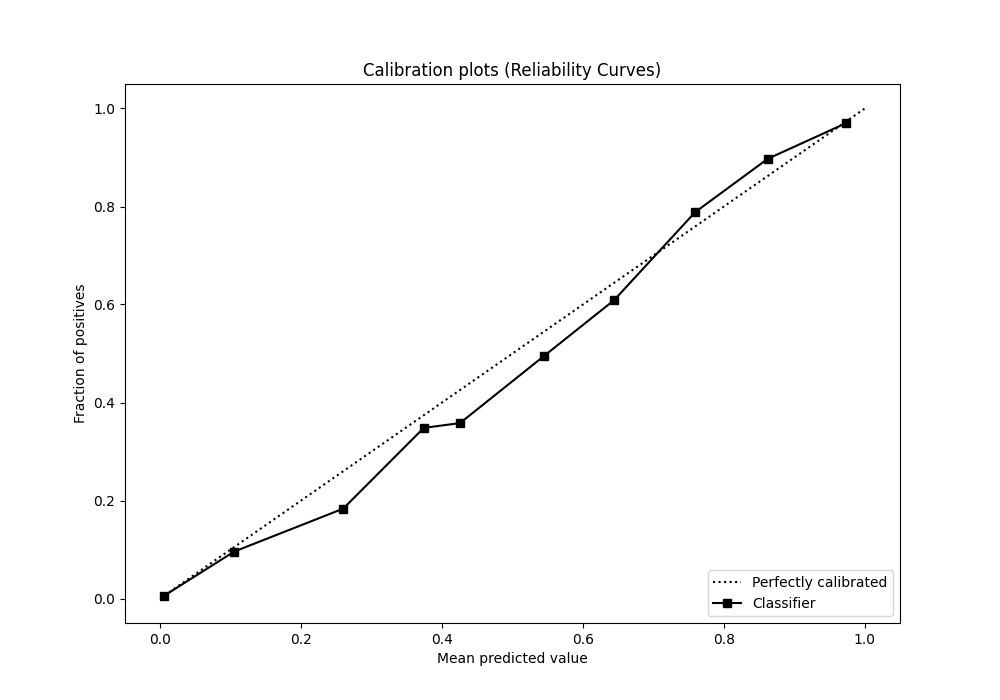 Calibration plots (Reliability Curves)
1.0
0.8
0.6
0.4
0.2
0.0
Fraction of positives
Perfectly calibrated
Classifier
0.0 0.2 0.4 0.6 0.8 1.0
Mean predicted value